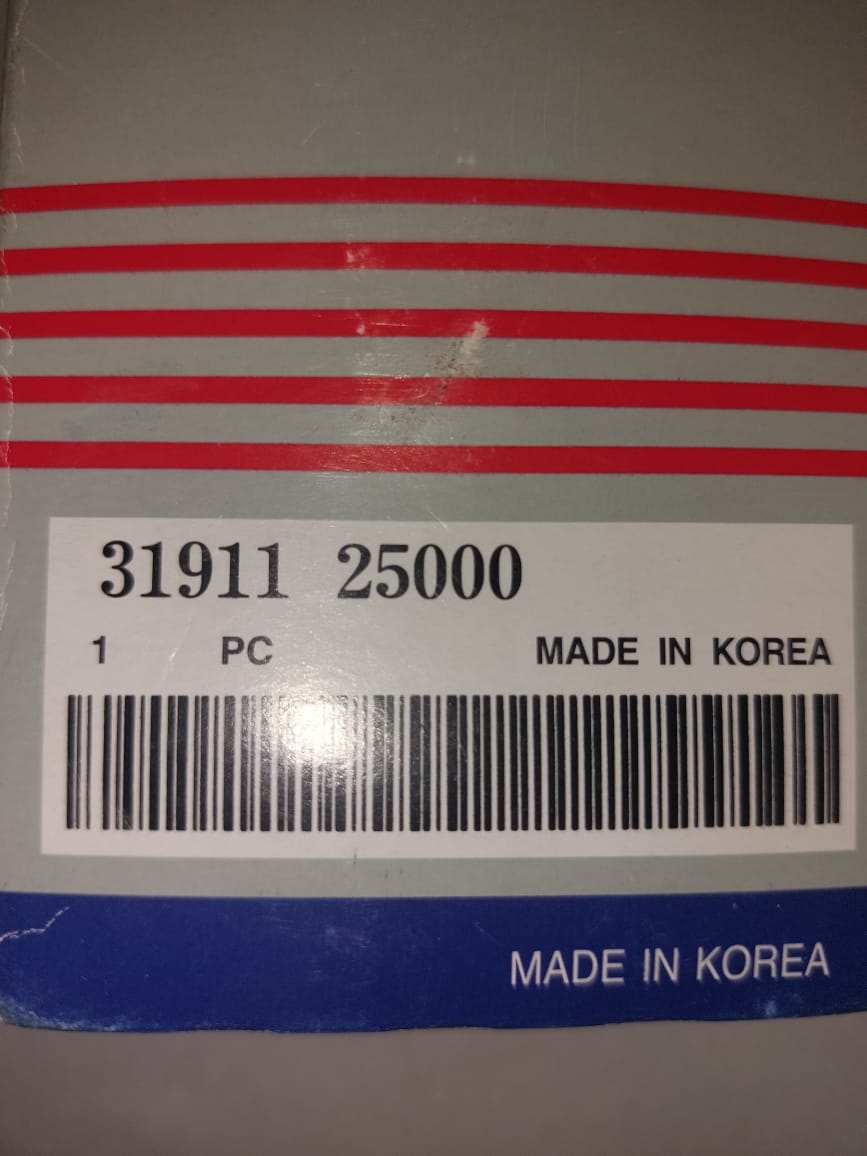 31911 25000
1 PC MADE IN KOREA
MADE IN KOREA